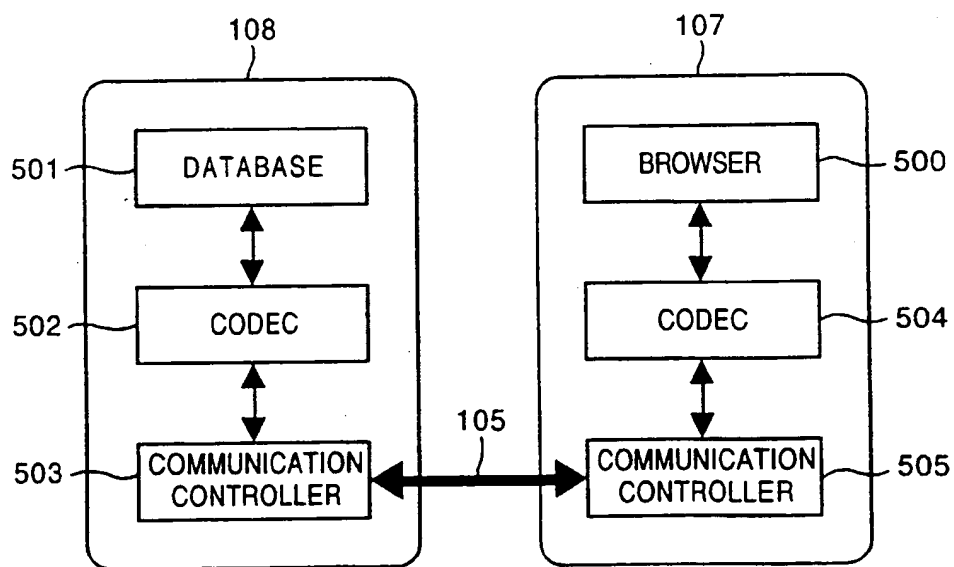 108
107
501
DATABASE
BROWSER
500
502
CODEC
CODEC
504
105
503
COMMUNICATION
CONTROLLER
COMMUNICATION
CONTROLLER
505